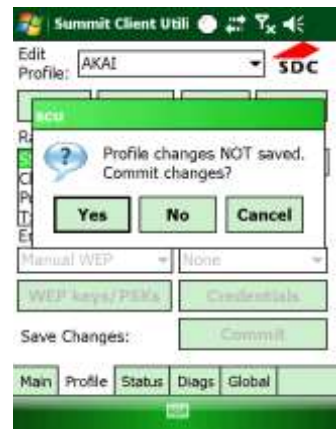 Summit Client Utili
Edit
Profile:
AKAI
SDC
scu
Profile changes NOT saved.
Commit changes?
Yes
No
Cancel
Manual WEP
None
WEP keys/PSKs
Credentials
Save Changes:
Commit
Main
Profile
Status
Diags
Global